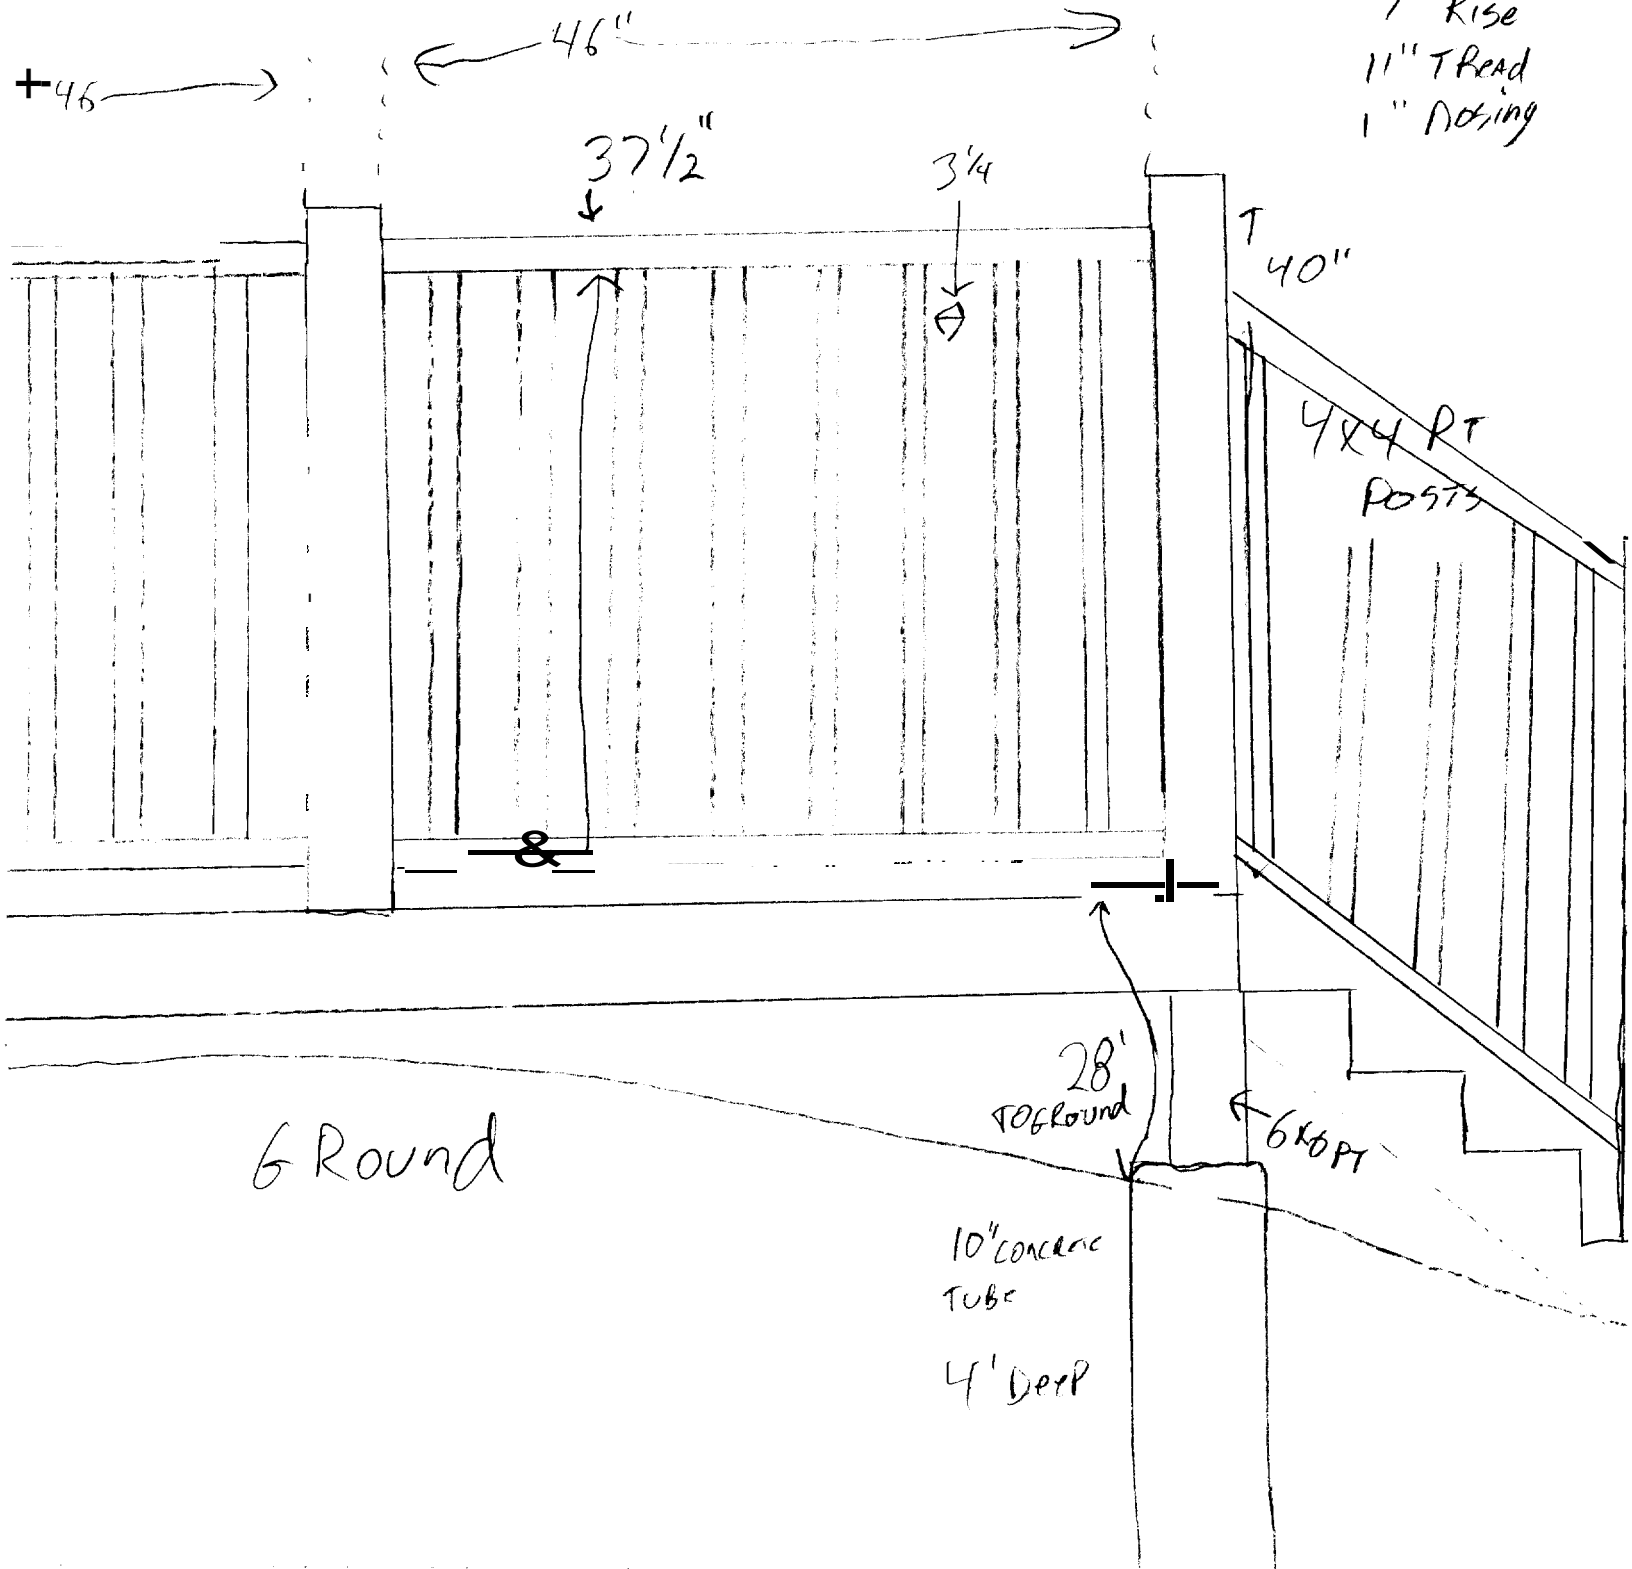 7" Rise
11" TRead
1" Nosing
46"
+46
37 1/2"
3 1/4
40"
4x4 PT
Posts
&
28'
TO GRound
6x6 PT
GRound
10" concrete
TUBe
4' DeeP